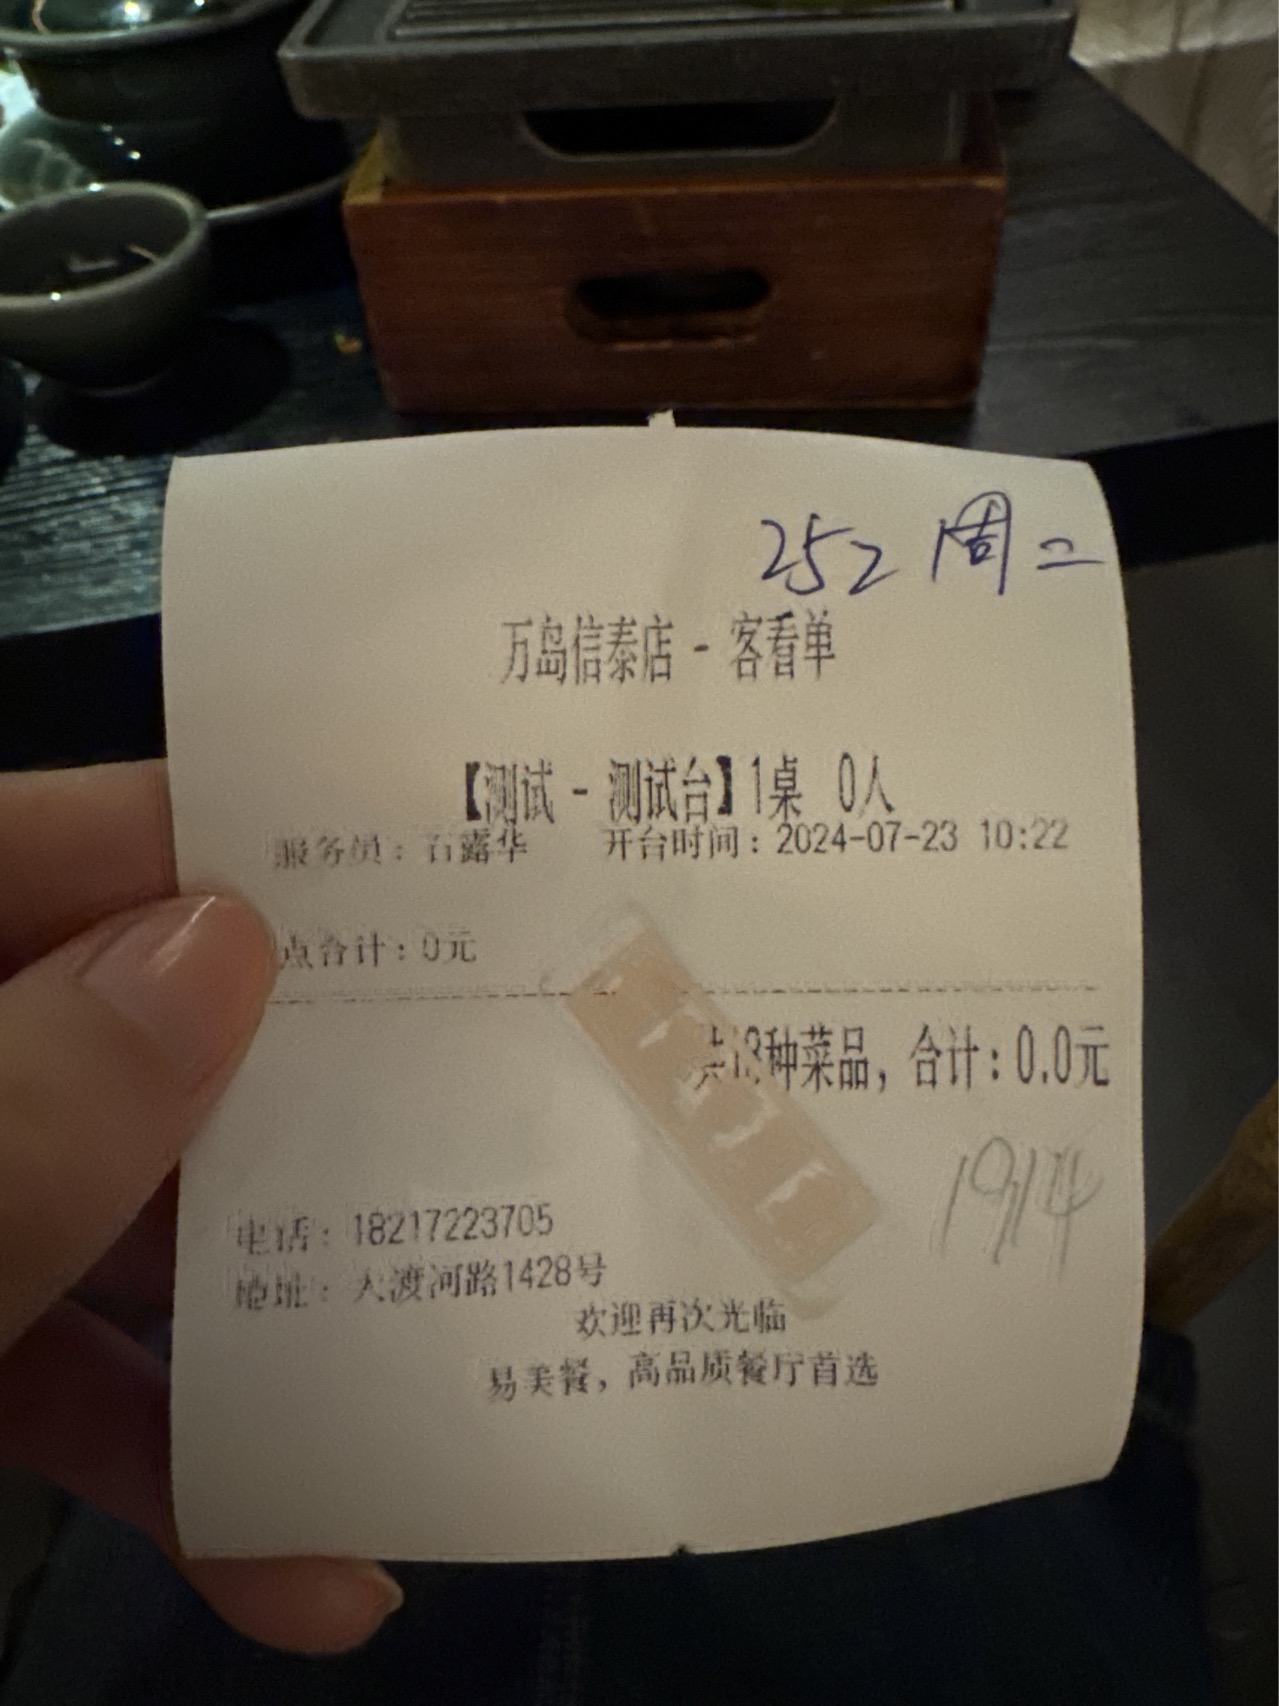 252 周二
万岛信泰店 - 客看单
【测试 - 测试台】1桌 0人
服务员：石露华 开台时间：2024-07-23 10:22
点合计：0元
种菜品，合计：0.0元
1914
电话：18217223705
地址：大渡河路1428号
欢迎再次光临
易美餐，高品质餐厅首选